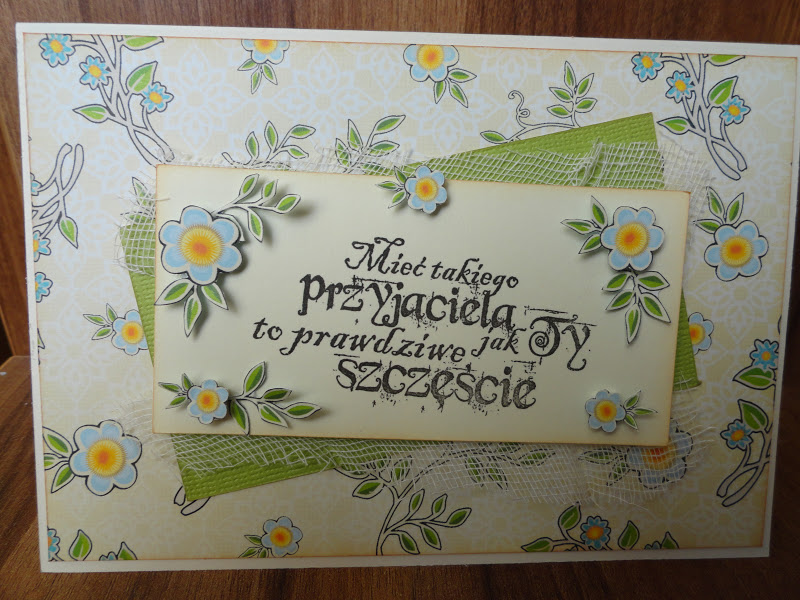 Mieć takiego
przyjaciela
to prawdziwe jak Ty
szczęście